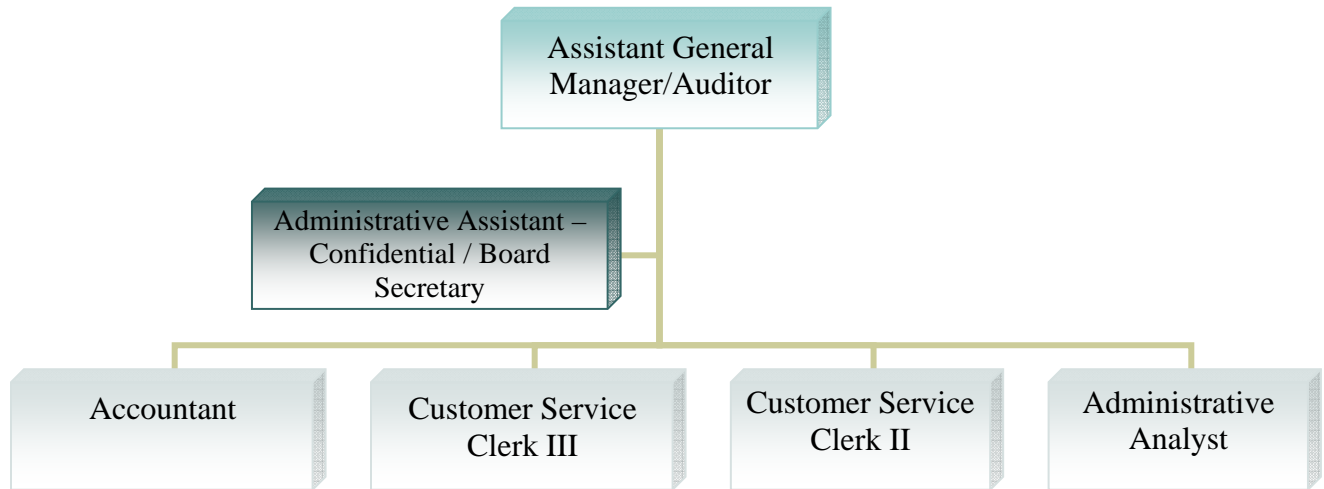 Assistant General
Manager/Auditor
Administrative Assistant –
Confidential / Board
Secretary
Accountant
Customer Service
Clerk III
Customer Service
Clerk II
Administrative
Analyst